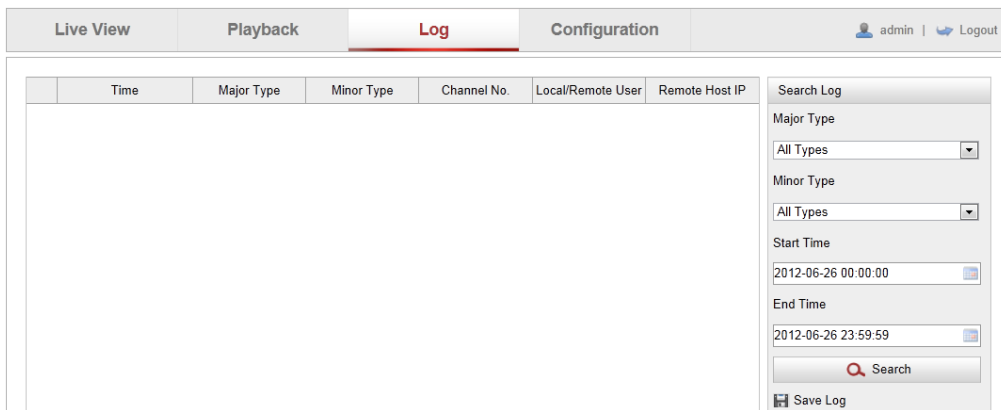 Live View Playback Log Configuration admin | Logout
Time Major Type Minor Type Channel No. Local/Remote User Remote Host IP
Search Log
Major Type
All Types
Minor Type
All Types
Start Time
2012-06-26 00:00:00
End Time
2012-06-26 23:59:59
Search
Save Log